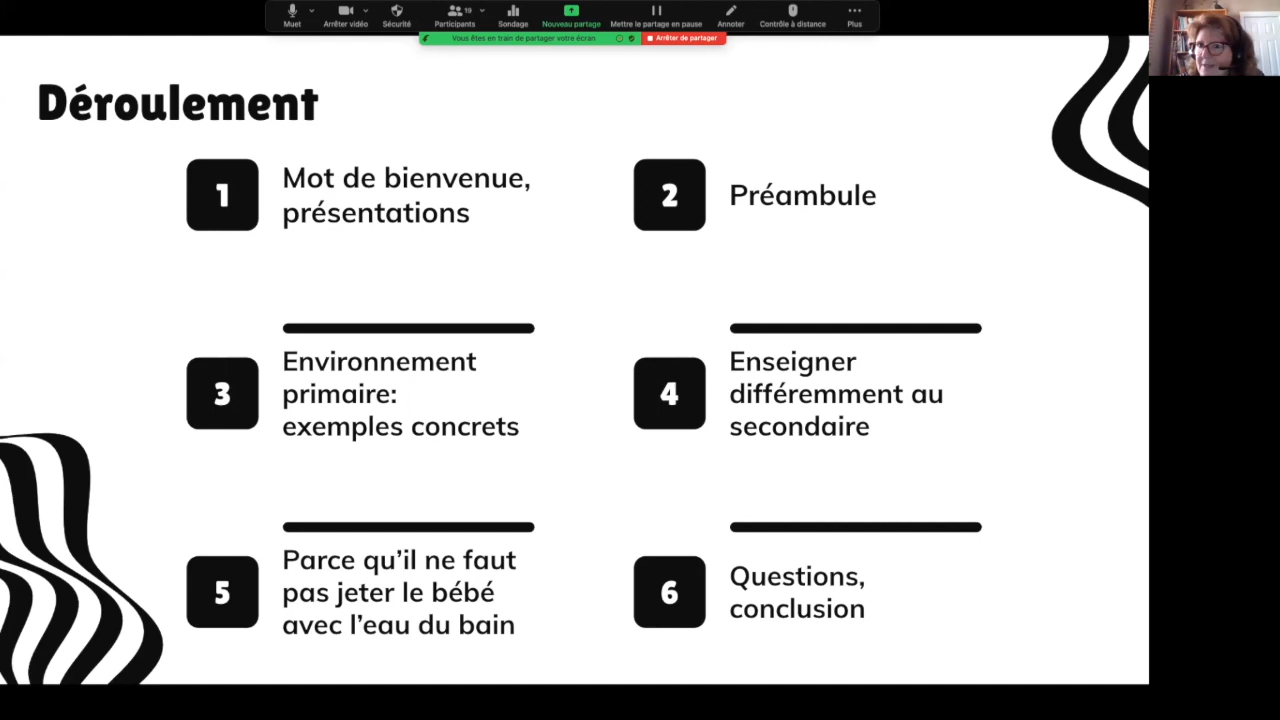 Muet
Arrêter vidéo
Sécurité
19
Participants
Sondage
Nouveau partage
Mettre le partage en pause
Annoter
Contrôle à distance
Plus
Vous êtes en train de partager votre écran
Arrêter de partager
Déroulement
1
Mot de bienvenue,
présentations
2
Préambule
3
Environnement
primaire:
exemples concrets
4
Enseigner
différemment au
secondaire
5
Parce qu’il ne faut
pas jeter le bébé
avec l’eau du bain
6
Questions,
conclusion